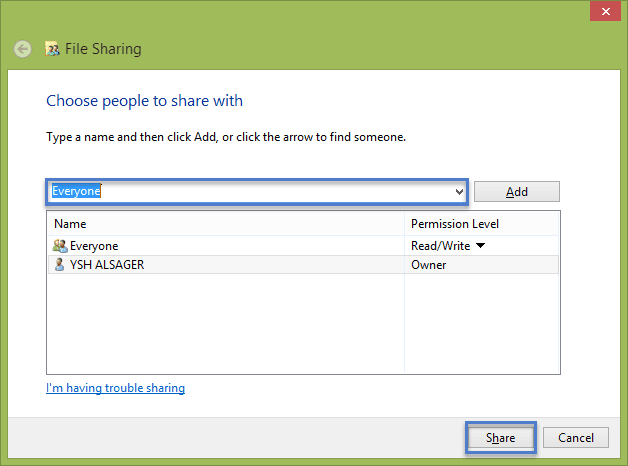 File Sharing
Choose people to share with
Type a name and then click Add, or click the arrow to find someone.
Everyone Add
Name Permission Level
Everyone Read/Write
YSH ALSAGER Owner
I'm having trouble sharing
Share Cancel